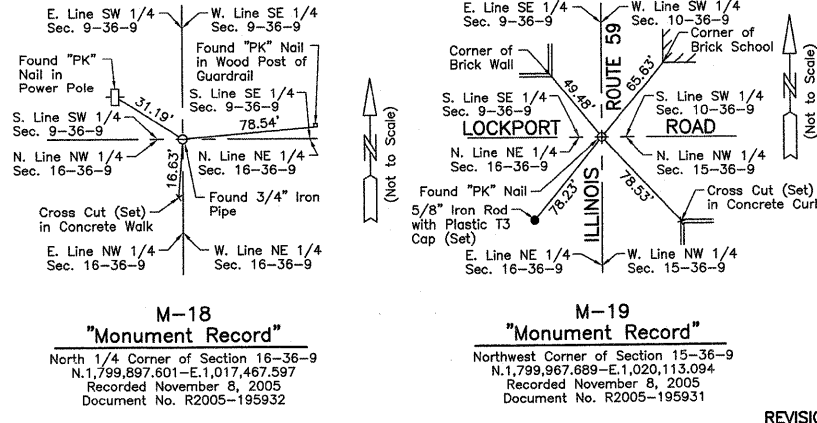 E. Line SW 1/4
Sec. 9-36-9
W. Line SE 1/4
Sec. 9-36-9
Found "PK"
Nail in
Power Pole
Found "PK" Nail
in Wood Post of
Guardrail
31.19'
S. Line SE 1/4
Sec. 9-36-9
78.54'
S. Line SW 1/4
Sec. 9-36-9
N. Line NW 1/4
Sec. 16-36-9
N. Line NE 1/4
Sec. 16-36-9
16.63'
Cross Cut (Set)
in Concrete Walk
Found 3/4" Iron
Pipe
E. Line NW 1/4
Sec. 16-36-9
W. Line NE 1/4
Sec. 16-36-9
N
(Not to Scale)
M-18
"Monument Record"
North 1/4 Corner of Section 16-36-9
N.1,799,897.601-E.1,017,467.597
Recorded November 8, 2005
Document No. R2005-195932
E. Line SE 1/4
Sec. 9-36-9
W. Line SW 1/4
Sec. 10-36-9
Corner of
Brick Wall
Corner of
Brick School
49.48'
ROUTE 59
65.63'
S. Line SE 1/4
Sec. 9-36-9
S. Line SW 1/4
Sec. 10-36-9
LOCKPORT
ROAD
N. Line NE 1/4
Sec. 16-36-9
N. Line NW 1/4
Sec. 15-36-9
Found "PK" Nail
5/8" Iron Rod
with Plastic T3
Cap (Set)
78.23'
ILLINOIS
78.53'
Cross Cut (Set)
in Concrete Curb
E. Line NE 1/4
Sec. 16-36-9
W. Line NW 1/4
Sec. 15-36-9
N
(Not to Scale)
M-19
"Monument Record"
Northwest Corner of Section 15-36-9
N.1,799,967.689-E.1,020,113.094
Recorded November 8, 2005
Document No. R2005-195931
REVISIO